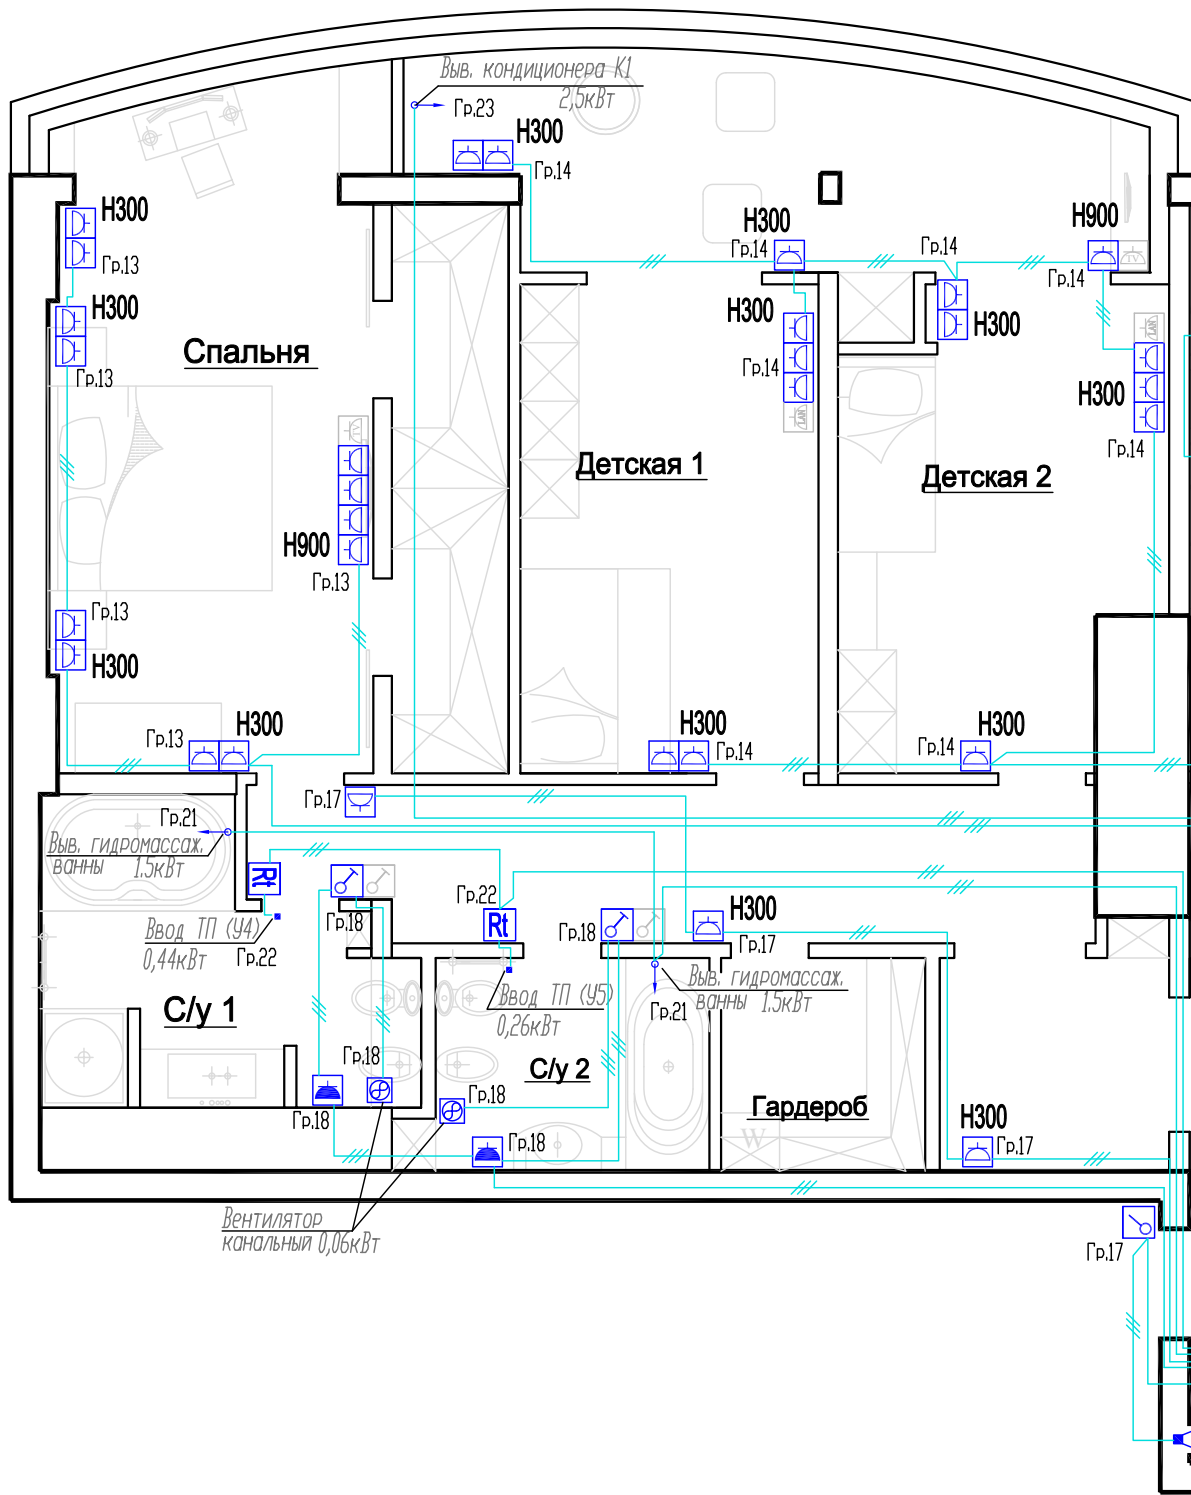 Выв. кондиционера К1
2,5кВт
Гр.23
Н300
Гр.14
Н300
Гр.13
Н300
Гр.14
Гр.14
Н900
Гр.14
TV
Н300
Гр.13
Н300
Гр.14
LAN
Н300
LAN
Н300
Гр.14
Спальня
TV
Детская 1
Детская 2
Н900
Гр.13
Гр.13
Н300
Гр.13
Н300
Н300
Гр.14
Н300
Гр.14
Гр.17
Гр.21
Выв. гидромассаж.
ванны 1.5кВт
Rt
Гр.18
Ввод ТП (У4)
0,44кВт
Гр.22
Гр.22
Rt
Гр.18
Н300
Гр.17
Выв. гидромассаж.
ванны 1.5кВт
Гр.21
Ввод ТП (У5)
0,26кВт
С/у 1
С/у 2
Гр.18
Гр.18
Гр.18
Гр.18
Гардероб
W
Н300
Гр.17
Вентилятор
канальный 0,06кВт
Гр.17